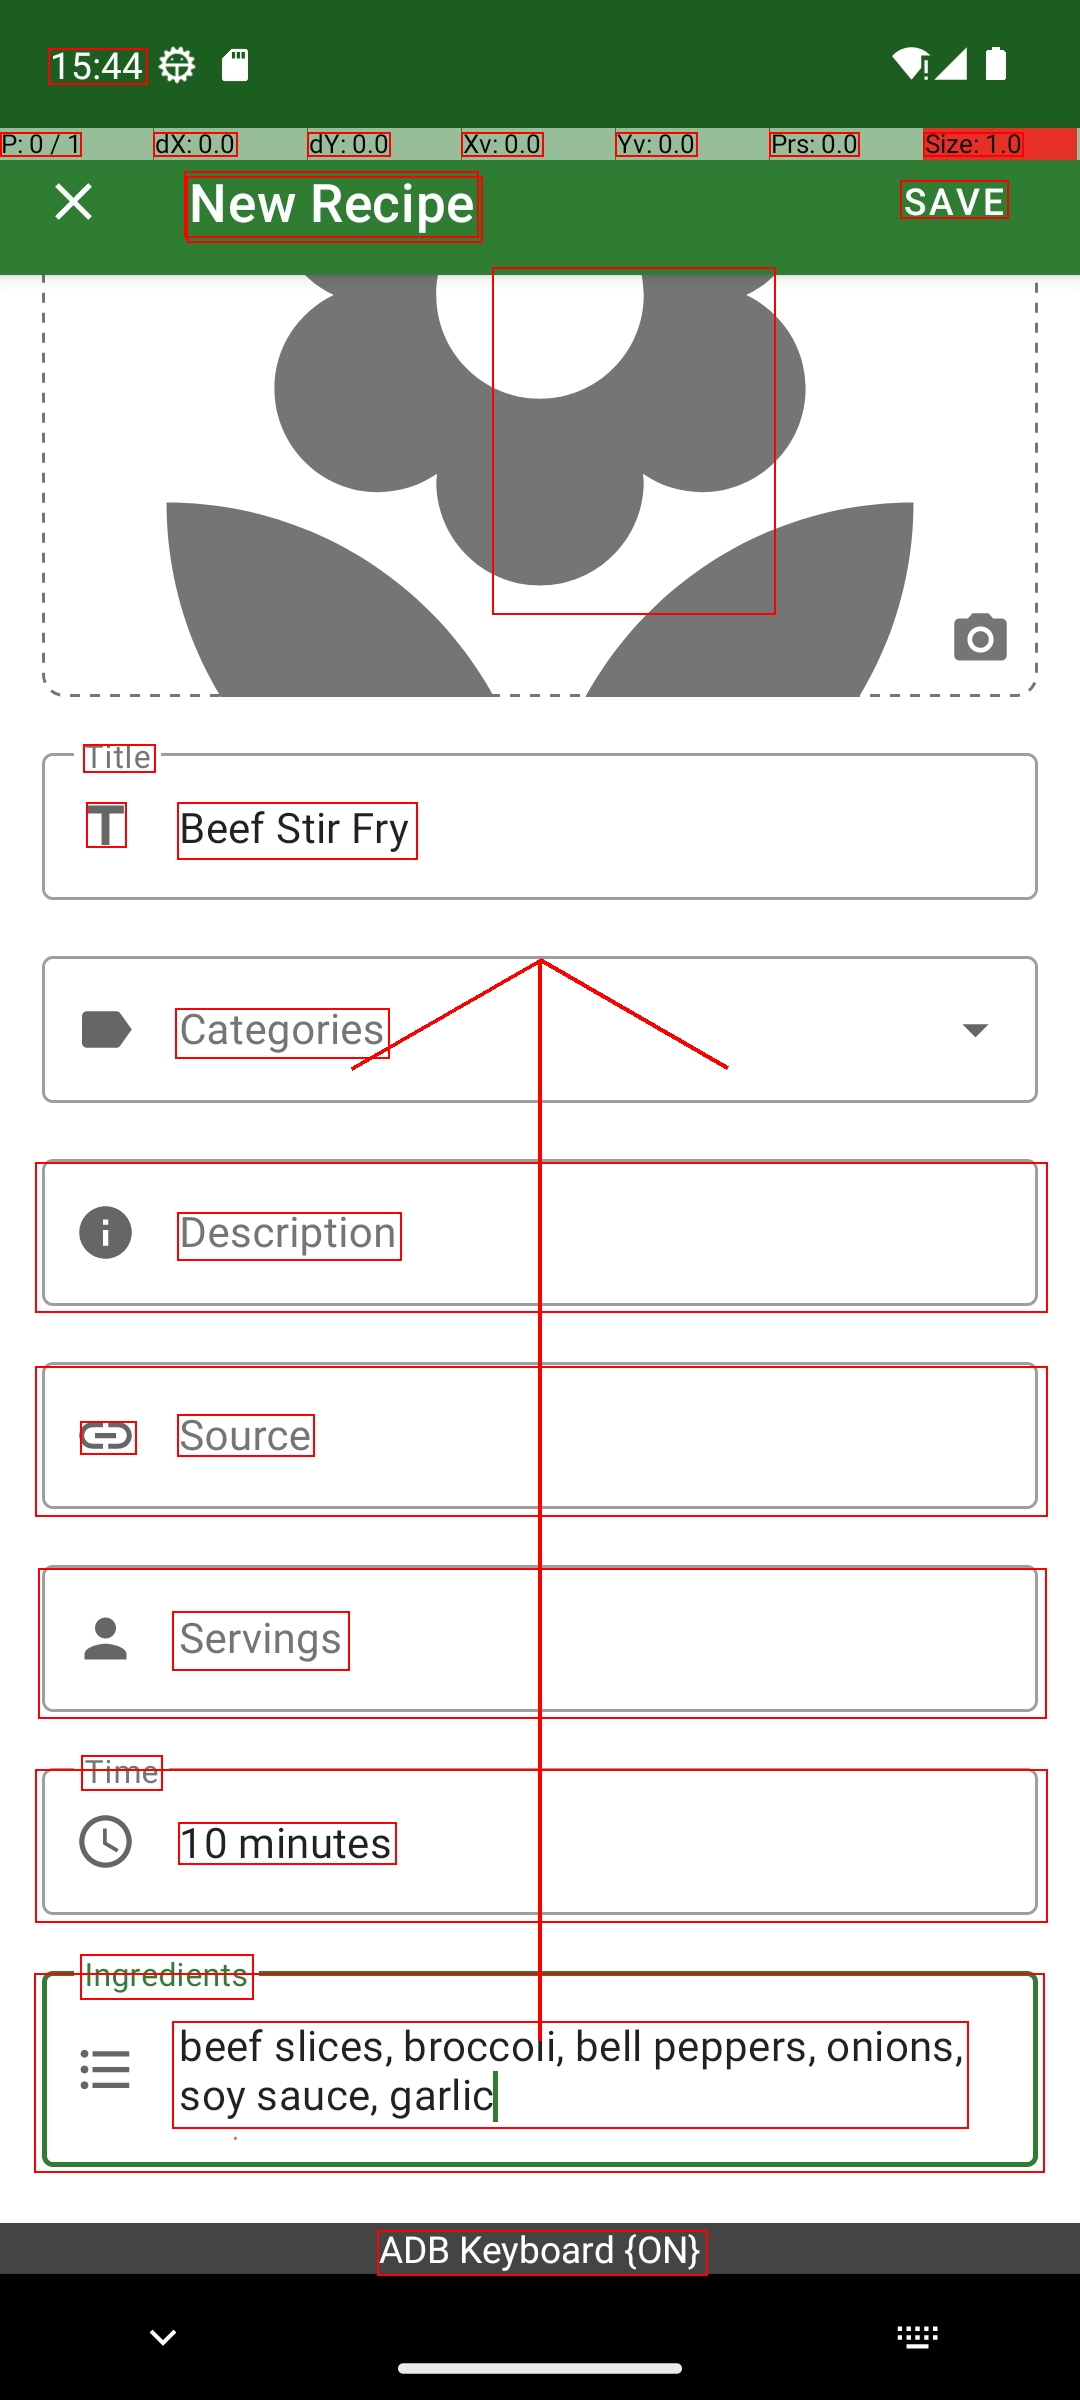 15:44
P: 0 / 1 dX: 0.0 dY: 0.0 Xv: 0.0 Yv: 0.0 Prs: 0.0 Size: 1.0
New Recipe SAVE
Title
Beef Stir Fry
Categories
Description
Source
Servings
Time
10 minutes
Ingredients
beef slices, broccoli, bell peppers, onions,
soy sauce, garlic
ADB Keyboard {ON}